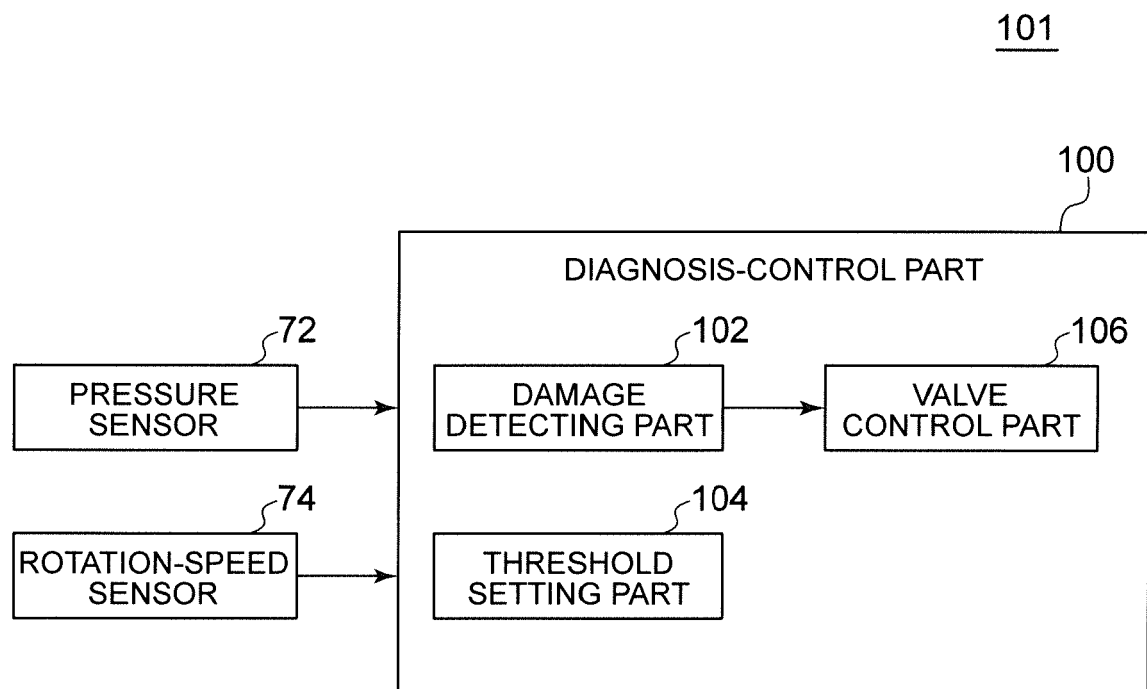 101
100
DIAGNOSIS-CONTROL PART
72
PRESSURE
SENSOR
102
DAMAGE
DETECTING PART
106
VALVE
CONTROL PART
74
ROTATION-SPEED
SENSOR
104
THRESHOLD
SETTING PART